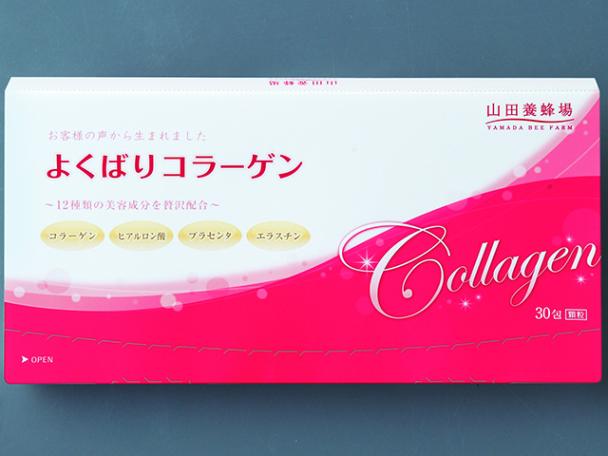 山田養蜂場
YAMADA BEE FARM
お客様の声から生まれました
よくばりコラーゲン
～12種類の美容成分を贅沢配合～
コラーゲン
ヒアルロン酸
プラセンタ
エラスチン
Collagen
30包 顆粒
OPEN